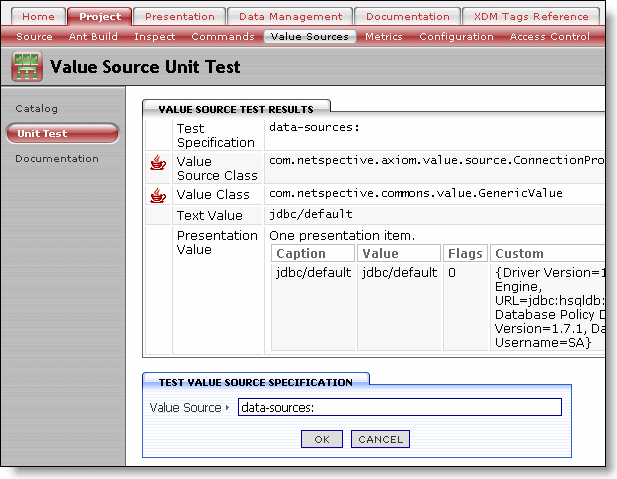 Home Project Presentation Data Management Documentation XDM Tags Reference
Source Ant Build Inspect Commands Value Sources Metrics Configuration Access Control
Value Source Unit Test
Catalog
Unit Test
Documentation
VALUE SOURCE TEST RESULTS
Test Specification data-sources:
Value Source Class com.netspective.axiom.value.source.ConnectionPro
Value Class com.netspective.commons.value.GenericValue
Text Value jdbc/default
Presentation Value One presentation item.
Caption Value Flags Custom
jdbc/default jdbc/default 0 {Driver Version=1
Engine,
URL=jdbc:hsqldb:
Database Policy D
Version=1.7.1, Da
Username=SA}
TEST VALUE SOURCE SPECIFICATION
Value Source data-sources:
OK CANCEL